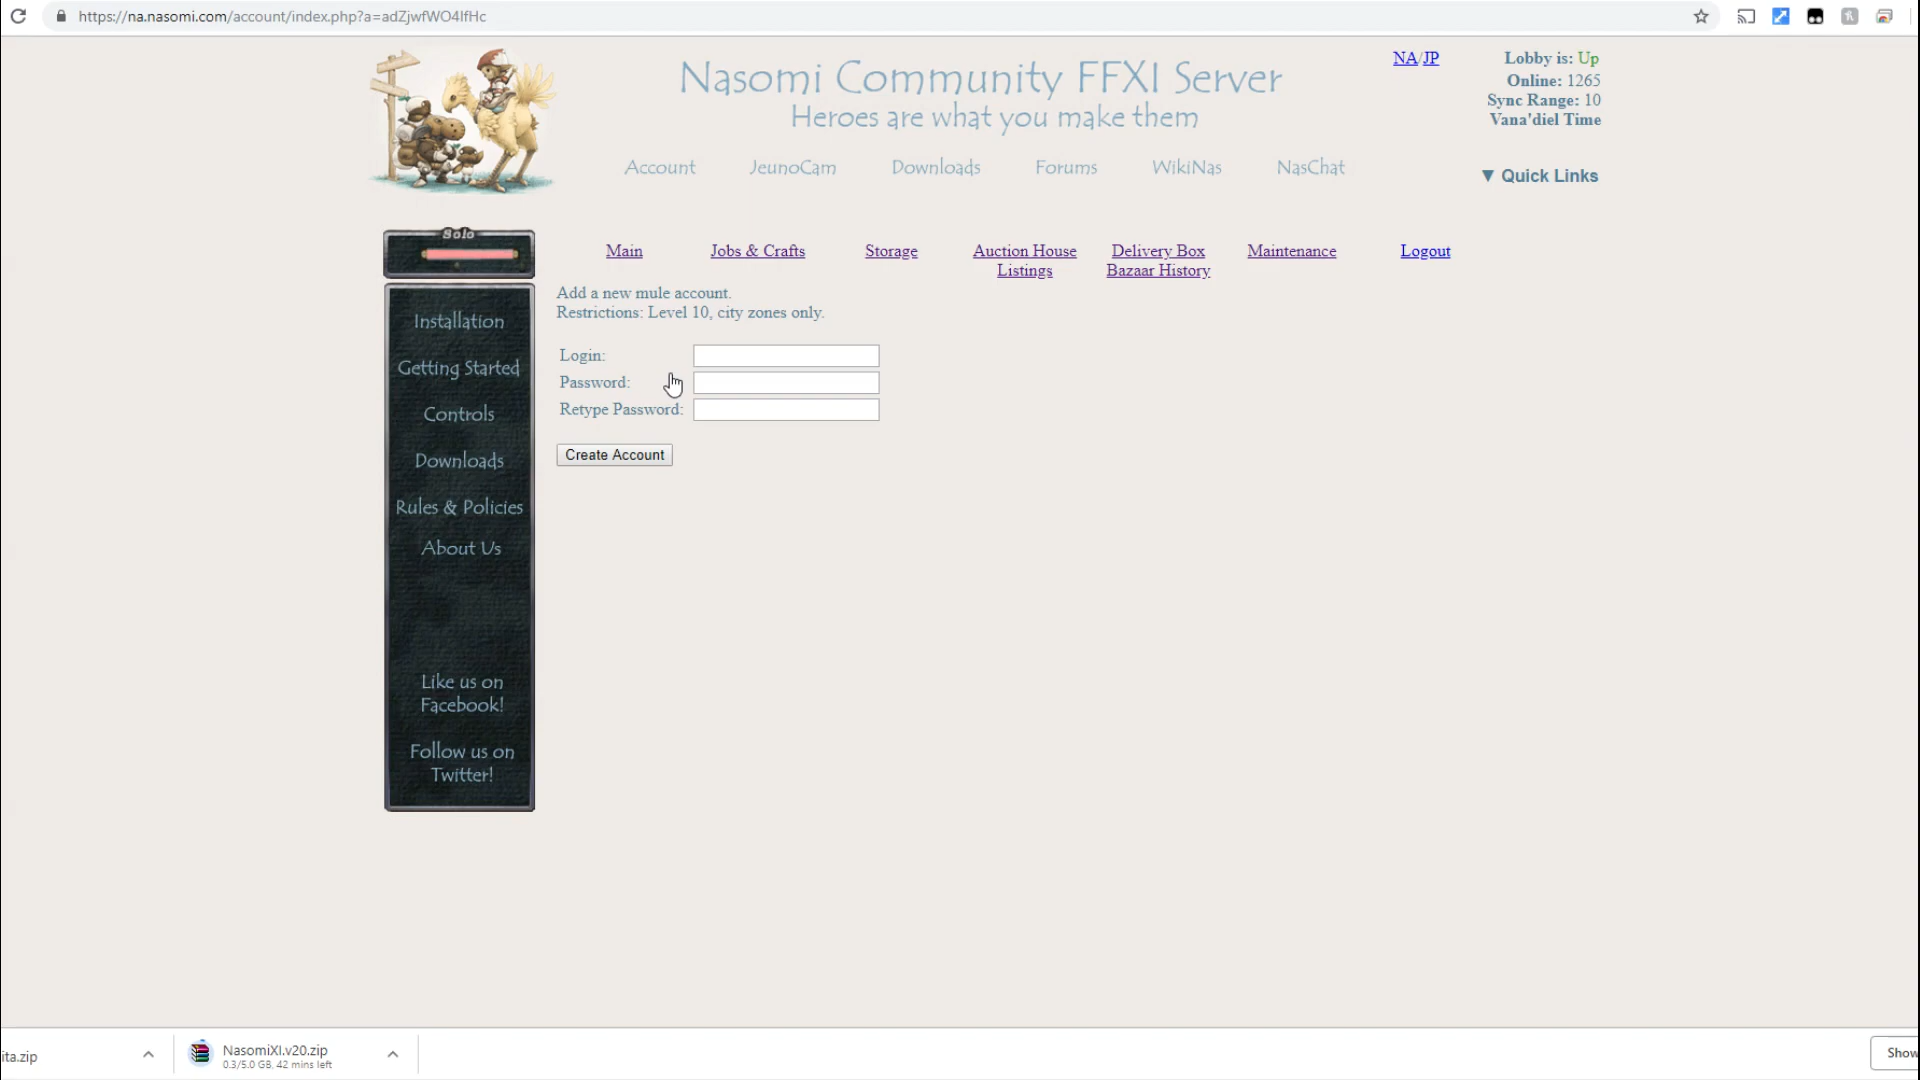 https://na.nasomi.com/account/index.php?a=adZjwfWO4lfHc
Nasomi Community FFXI Server
Heroes are what you make them
NA/JP
Lobby is: Up
Online: 1265
Sync Range: 10
Vana'diel Time
Account JeunoCam Downloads Forums WikiNas NasChat
▼ Quick Links
Solo
Main Jobs & Crafts Storage Auction House Listings Delivery Box Bazaar History Maintenance Logout
Add a new mule account.
Restrictions: Level 10, city zones only.
Login:
Password:
Retype Password:
Create Account
Installation
Getting Started
Controls
Downloads
Rules & Policies
About Us
Like us on
Facebook!
Follow us on
Twitter!
ita.zip
NasomiXI.v20.zip
0.3/5.0 GB, 42 mins left
Show